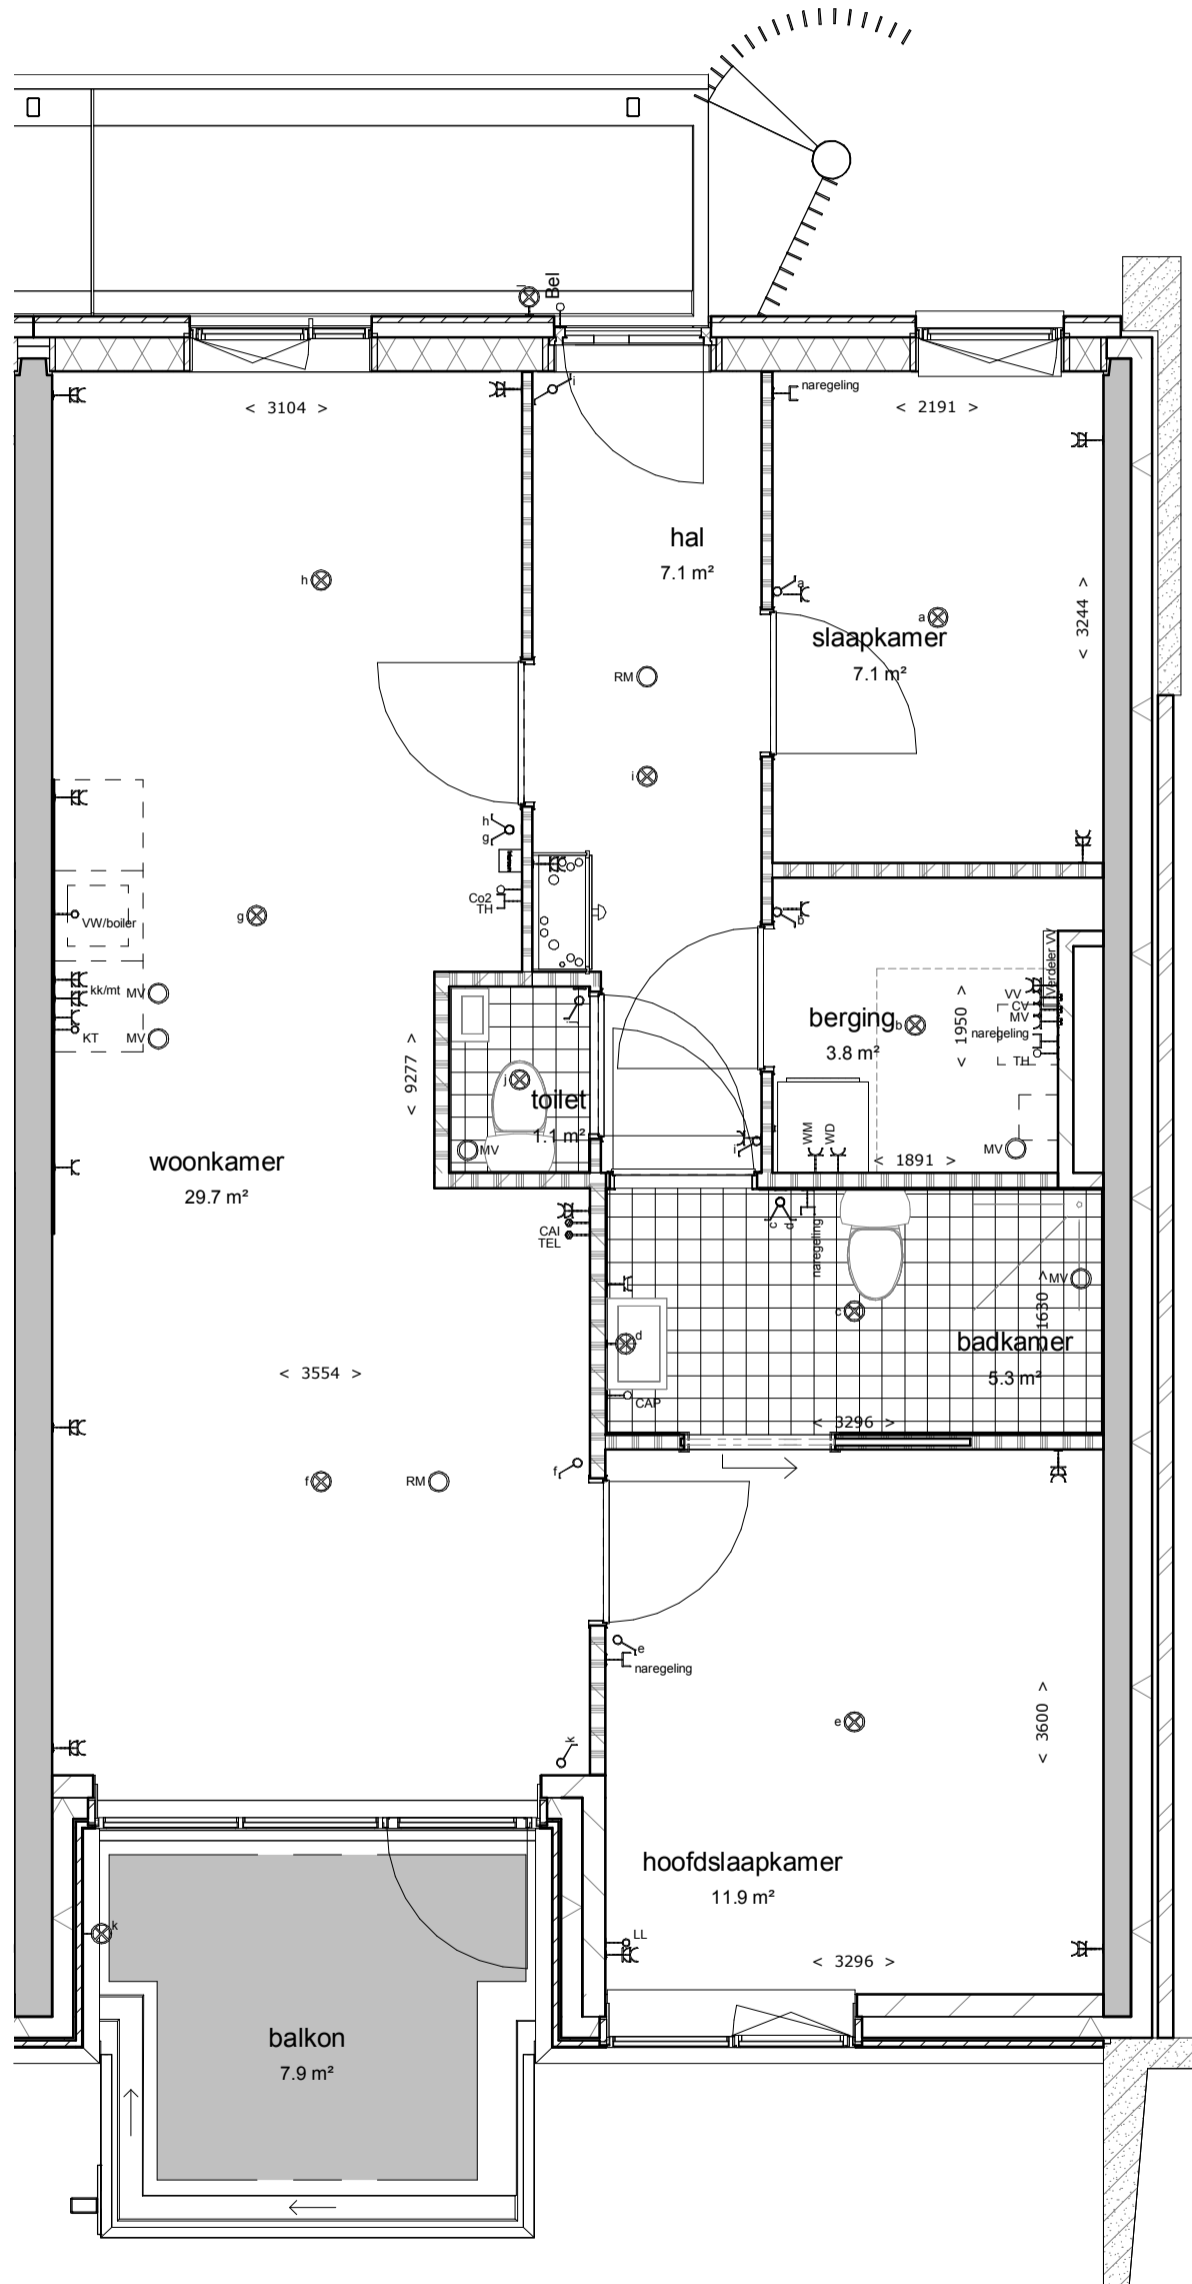 Bel
i
naregeling
< 3104 >
< 2191 >
hal
7.1 m²
h
a
a
slaapkamer
7.1 m²
< 3244 >
RM
i
h
g
Co2
TH
g
VW/boiler
b
kk/mt
MV
KT
MV
< 9277 >
j
j
toilet
1.1 m²
MV
berging
3.8 m²
b
< 1950 >
Verdeler VV
VV
CV
MV
naregeling
TH
WM
WD
< 1891 >
MV
i
woonkamer
29.7 m²
CAI
TEL
c
d
naregeling
MV
< 1630 >
c
d
badkamer
5.3 m²
CAP
< 3296 >
< 3554 >
f
f
RM
e
naregeling
e
< 3600 >
k
hoofdslaapkamer
11.9 m²
k
LL
< 3296 >
balkon
7.9 m²